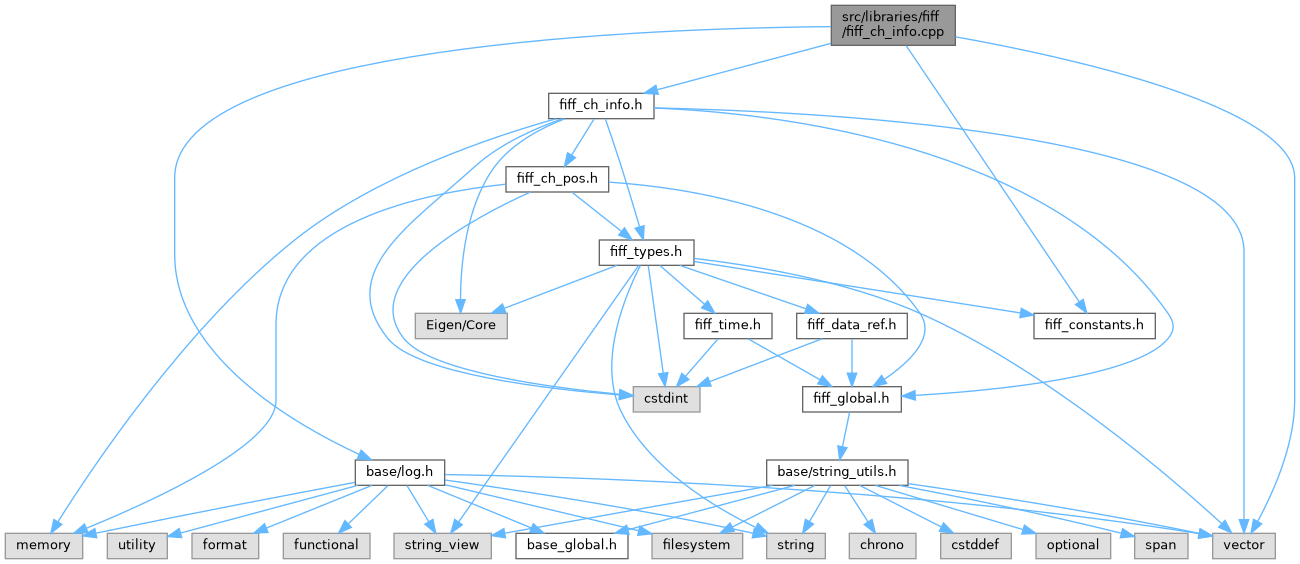 src/libraries/fiff
/fiff_ch_info.cpp
fiff_ch_info.h
fiff_ch_pos.h
fiff_types.h
Eigen/Core
fiff_time.h
fiff_data_ref.h
fiff_constants.h
cstdint
fiff_global.h
base/log.h
base/string_utils.h
memory
utility
format
functional
string_view
base_global.h
filesystem
string
chrono
cstddef
optional
span
vector